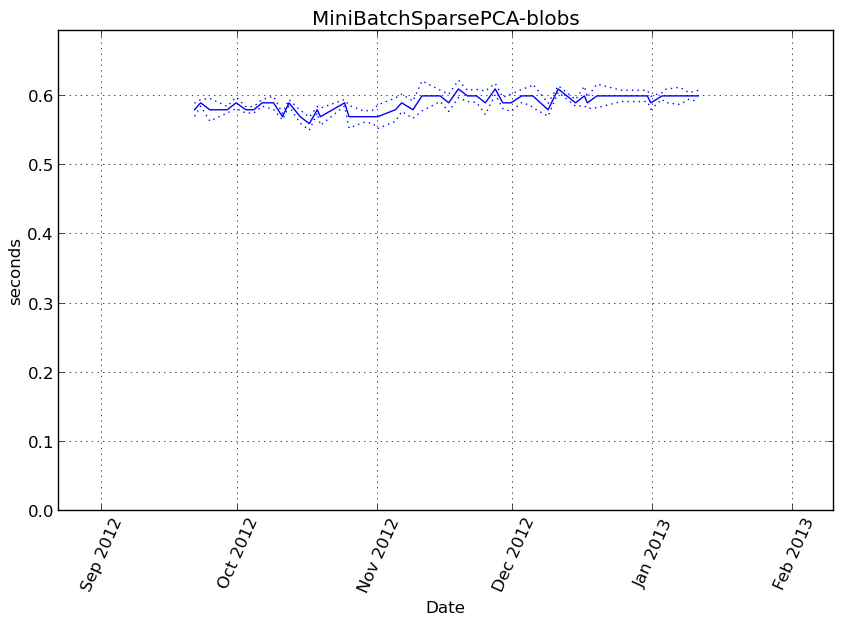 MiniBatchSparsePCA-blobs
0.6
0.5
0.4
0.3
0.2
0.1
0.0
seconds
Sep 2012
Oct 2012
Nov 2012
Dec 2012
Jan 2013
Feb 2013
Date